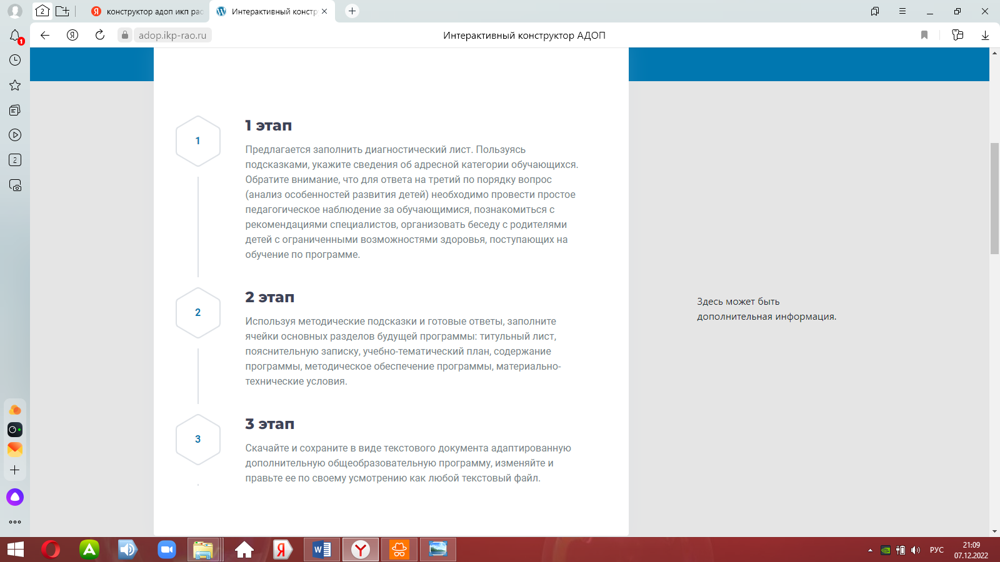 2
конструктор адоп икп рас
Интерактивный констр
adop.ikp-rao.ru
Интерактивный конструктор АДОП
1
2
1
1 этап
Предлагается заполнить диагностический лист. Пользуясь
подсказками, укажите сведения об адресной категории обучающихся.
Обратите внимание, что для ответа на третий по порядку вопрос
(анализ особенностей развития детей) необходимо провести простое
педагогическое наблюдение за обучающимися, познакомиться с
рекомендациями специалистов, организовать беседу с родителями
детей с ограниченными возможностями здоровья, поступающих на
обучение по программе.
2
2 этап
Используя методические подсказки и готовые ответы, заполните
ячейки основных разделов будущей программы: титульный лист,
пояснительную записку, учебно-тематический план, содержание
программы, методическое обеспечение программы, материально-
технические условия.
3
3 этап
Скачайте и сохраните в виде текстового документа адаптированную
дополнительную общеобразовательную программу, изменяйте и
правьте ее по своему усмотрению как любой текстовый файл.
Здесь может быть
дополнительная информация.
РУС
21:09
07.12.2022